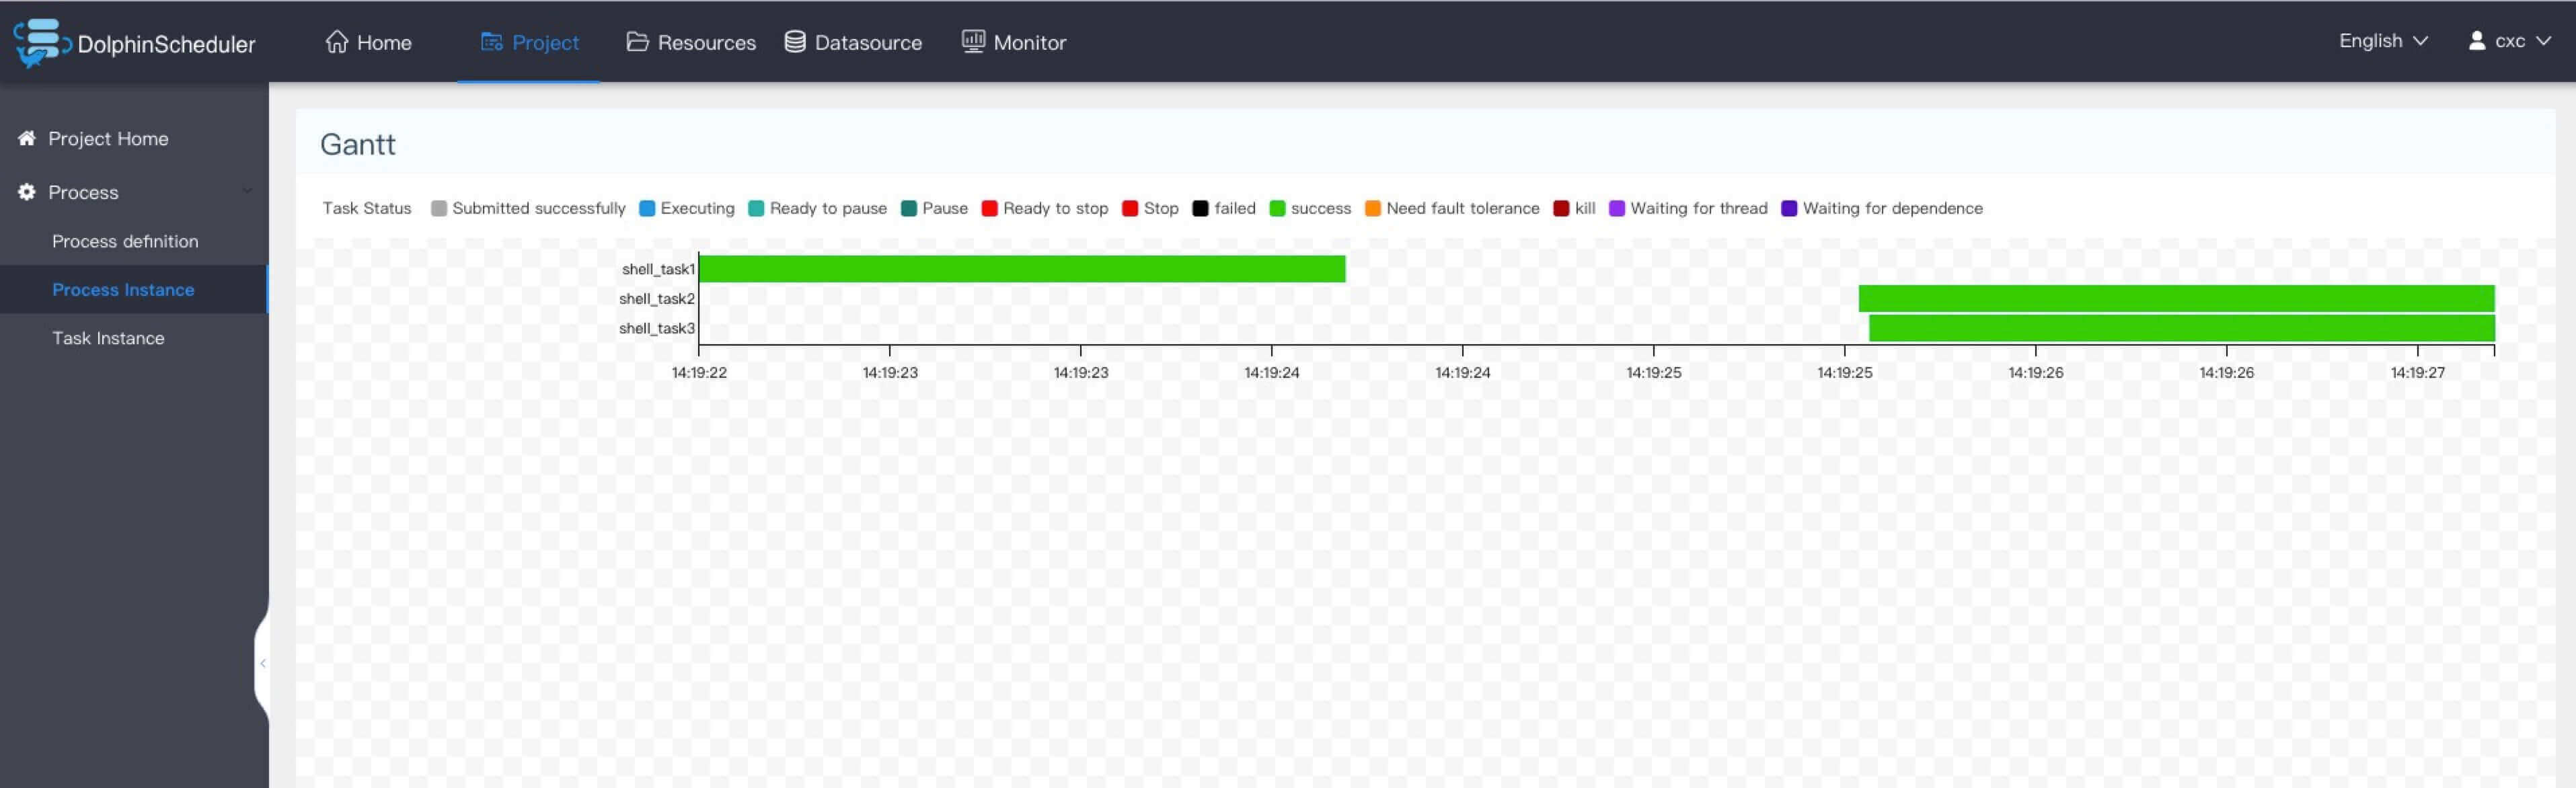 DolphinScheduler Home Project Resources Datasource Monitor English cxc
Project Home
Process
Process definition
Process Instance
Task Instance
Gantt
Task Status Submitted successfully Executing Ready to pause Pause Ready to stop Stop failed success Need fault tolerance kill Waiting for thread Waiting for dependence
shell_task1
shell_task2
shell_task3
14:19:22 14:19:23 14:19:23 14:19:24 14:19:24 14:19:25 14:19:25 14:19:26 14:19:26 14:19:27